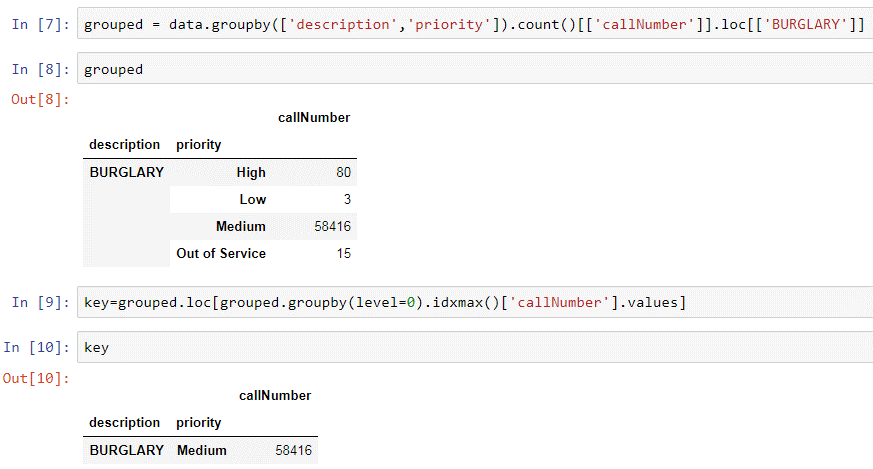 In [7]: grouped = data.groupby(['description','priority']).count()[['callNumber']].loc[['BURGLARY']]
In [8]: grouped
Out[8]:
callNumber
description priority
BURGLARY High 80
Low 3
Medium 58416
Out of Service 15
In [9]: key=grouped.loc[grouped.groupby(level=0).idxmax()['callNumber'].values]
In [10]: key
Out[10]:
callNumber
description priority
BURGLARY Medium 58416